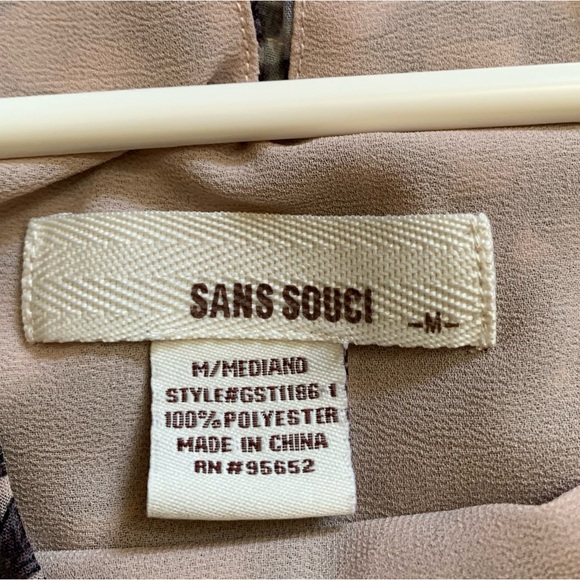 SANS SOUCI -M-
M/MEDIANO
STYLE#GST1186-1
100%POLYESTER
MADE IN CHINA
RN#95652